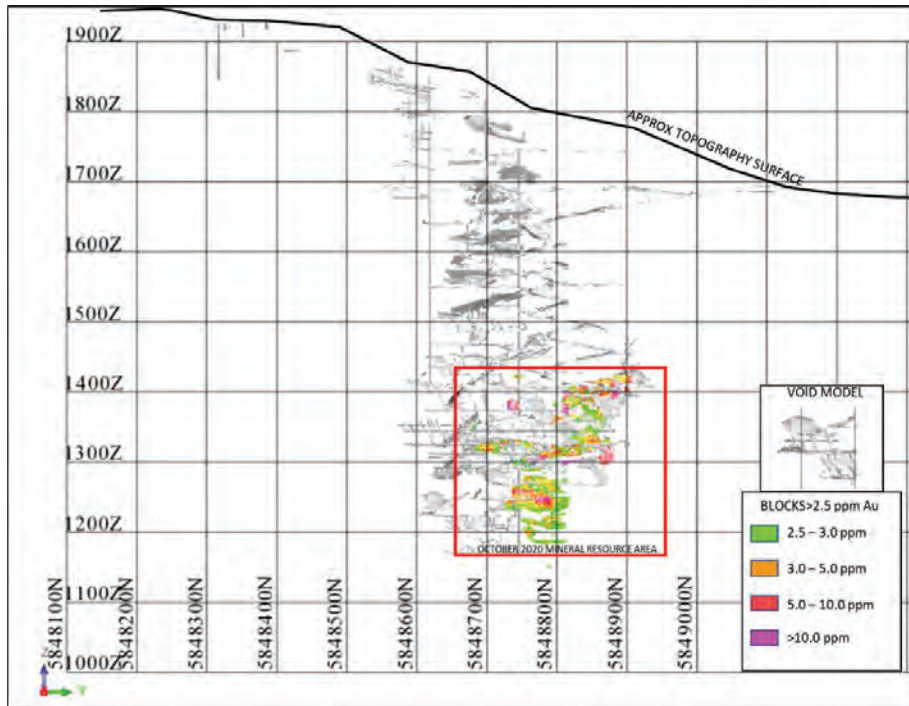 1900Z
1800Z
APPROX TOPOGRAPHY SURFACE
1700Z
1600Z
1500Z
1400Z
VOID MODEL
1300Z
BLOCKS>2.5 ppm Au
2.5 – 3.0 ppm
1200Z
3.0 – 5.0 ppm
OCTOBER 2020 MINERAL RESOURCE AREA
5.0 – 10.0 ppm
1100Z
>10.0 ppm
1000Z
5848100N
5848200N
5848300N
5848400N
5848500N
5848600N
5848700N
5848800N
5848900N
5849000N
Y